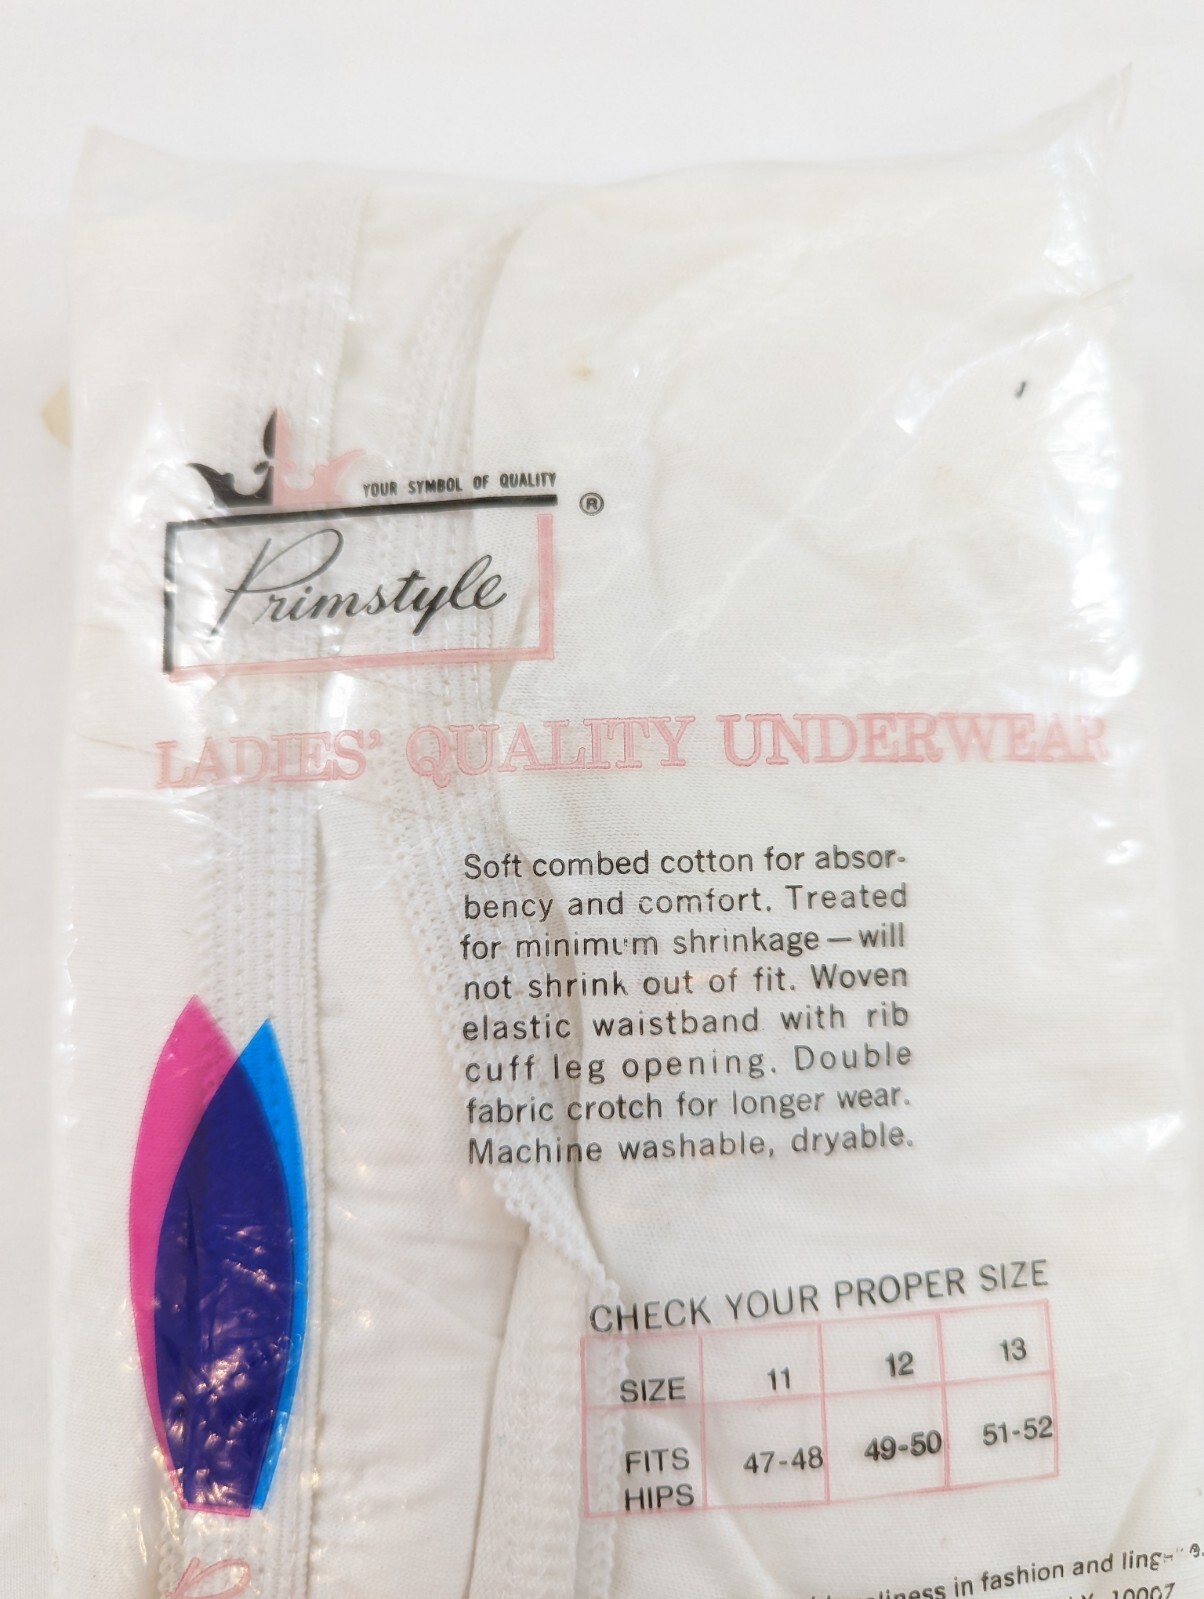 YOUR SYMBOL OF QUALITY
®
Primstyle
LADIES' QUALITY UNDERWEAR
Soft combed cotton for absor-
bency and comfort. Treated
for minimum shrinkage — will
not shrink out of fit. Woven
elastic waistband with rib
cuff leg opening. Double
fabric crotch for longer wear.
Machine washable, dryable.
CHECK YOUR PROPER SIZE
SIZE 11 12 13
FITS HIPS 47-48 49-50 51-52
in fashion and
10007